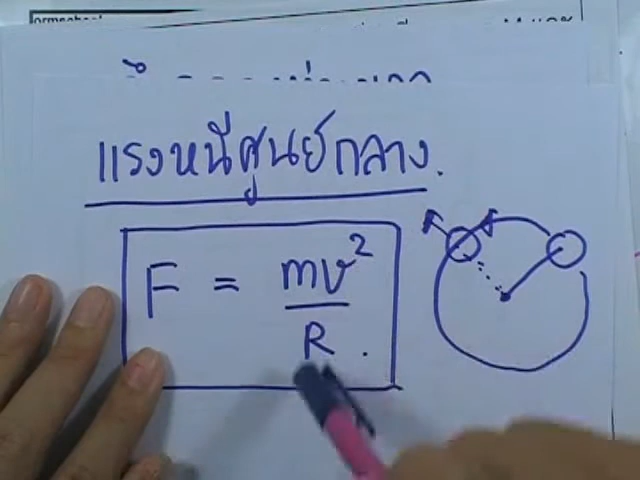 แรงหนีศูนย์กลาง.
F = mv²/R.